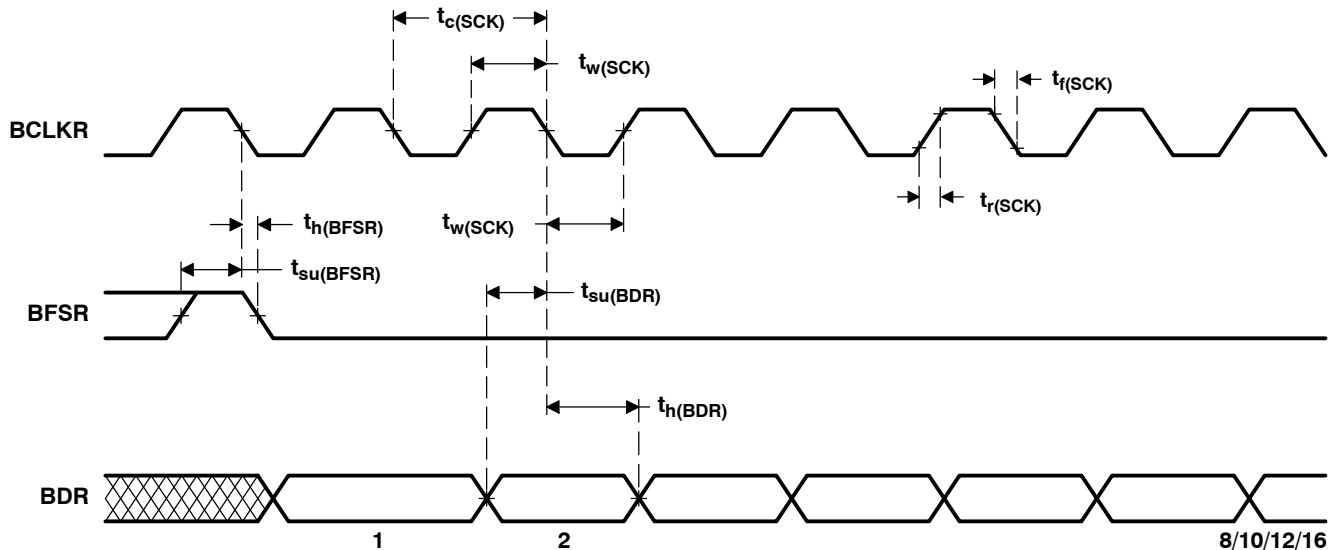 tc(SCK)
tw(SCK)
tf(SCK)
BCLKR
tr(SCK)
th(BFSR)
tw(SCK)
tsu(BFSR)
tsu(BDR)
BFSR
th(BDR)
BDR
1
2
8/10/12/16